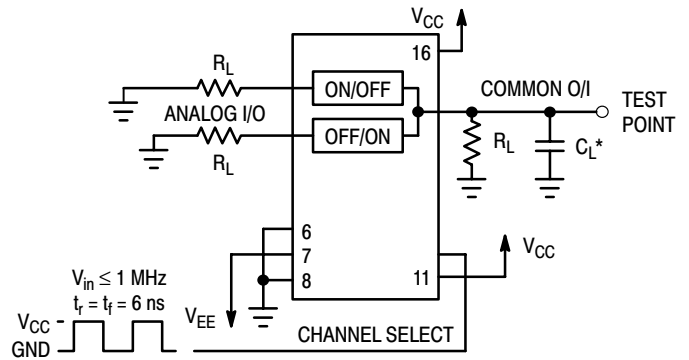 V_CC
16
R_L
ON/OFF
COMMON O/I
TEST
POINT
ANALOG I/O
OFF/ON
R_L
R_L
C_L*
6
7
8
11
V_CC
V_in ≤ 1 MHz
t_r = t_f = 6 ns
V_EE
V_CC
GND
CHANNEL SELECT